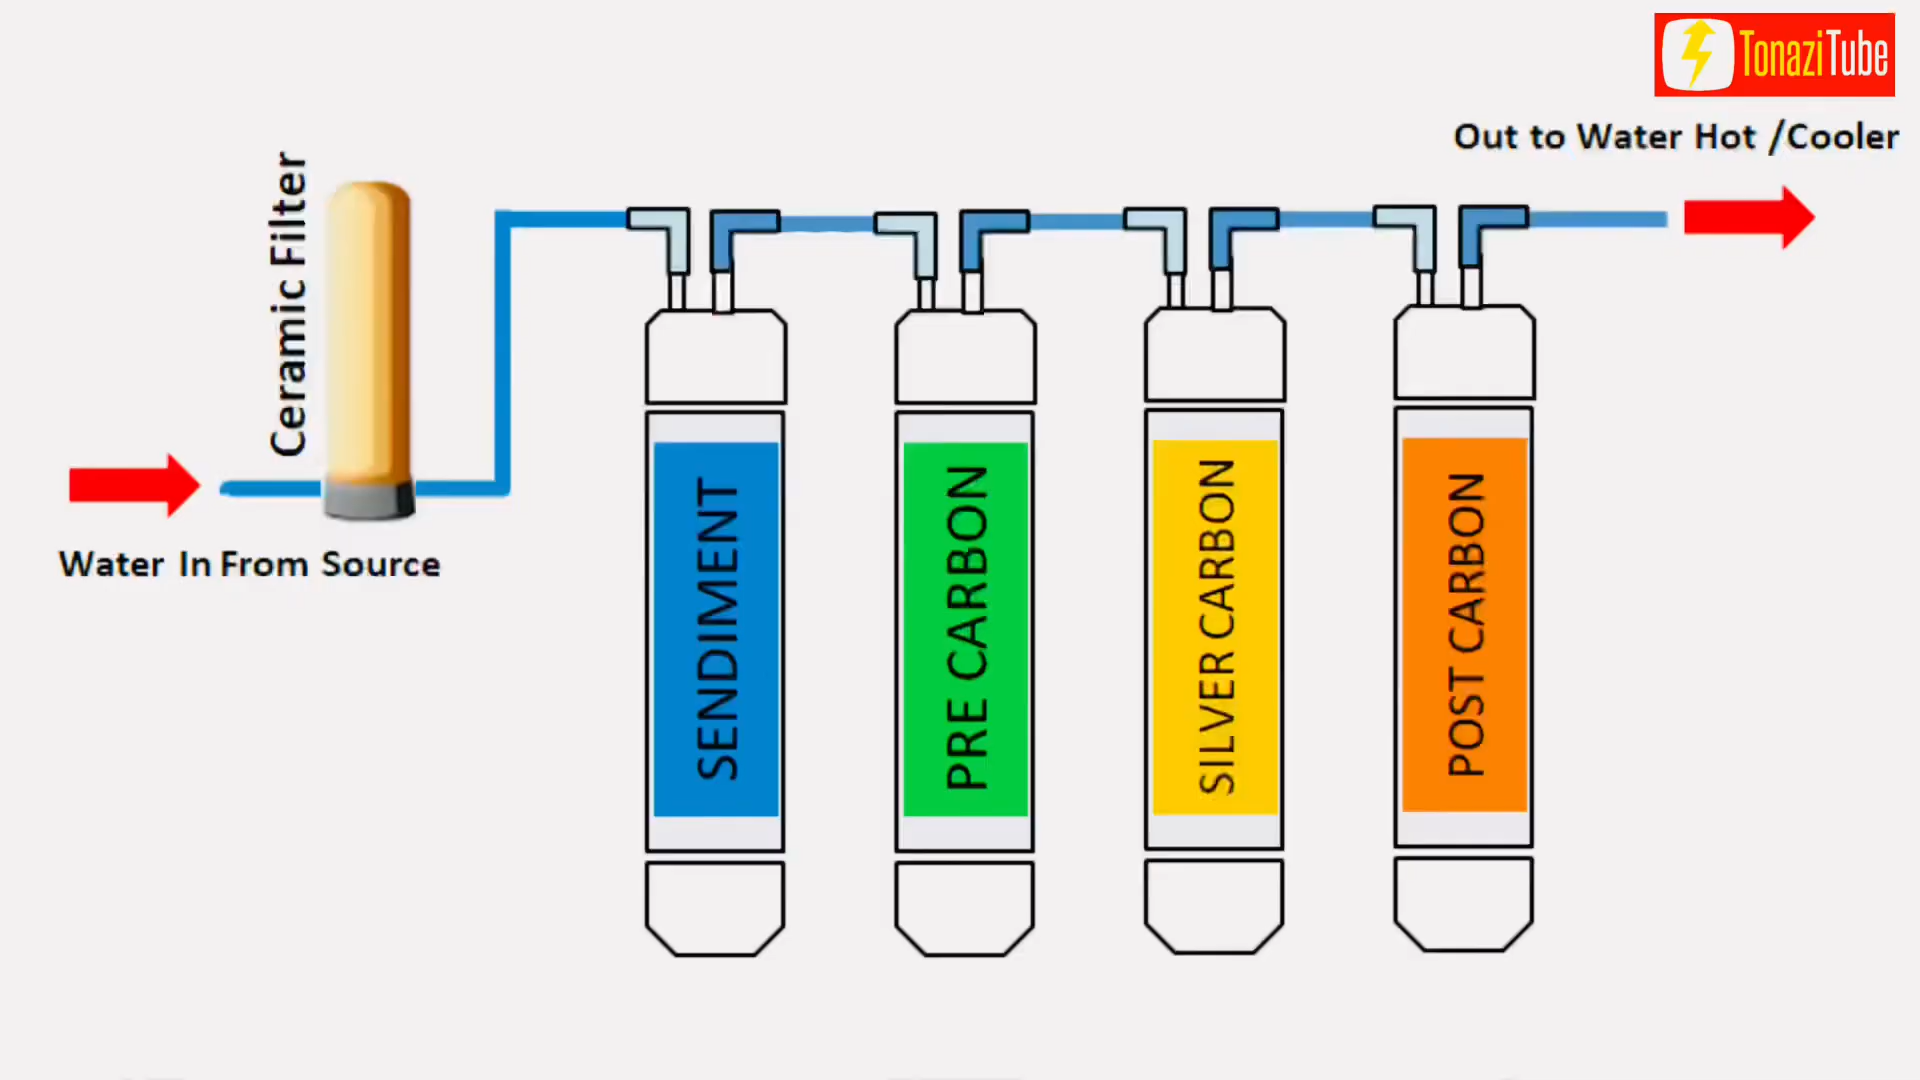 TonaziTube
Out to Water Hot /Cooler
Ceramic Filter
Water In From Source
SENDIMENT
PRE CARBON
SILVER CARBON
POST CARBON